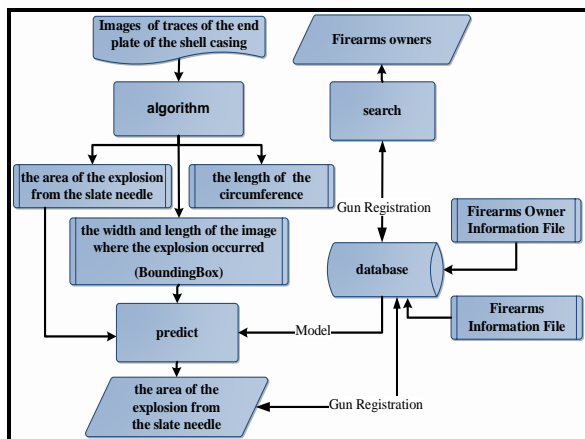 Images of traces of the end
plate of the shell casing
Firearms owners
algorithm
search
the area of the explosion
from the slate needle
the length of the
circumference
Gun Registration
the width and length of the image
where the explosion occurred
(BoundingBox)
Firearms Owner
Information File
database
Firearms
Information File
predict
Model
the area of the
explosion from
the slate needle
Gun Registration